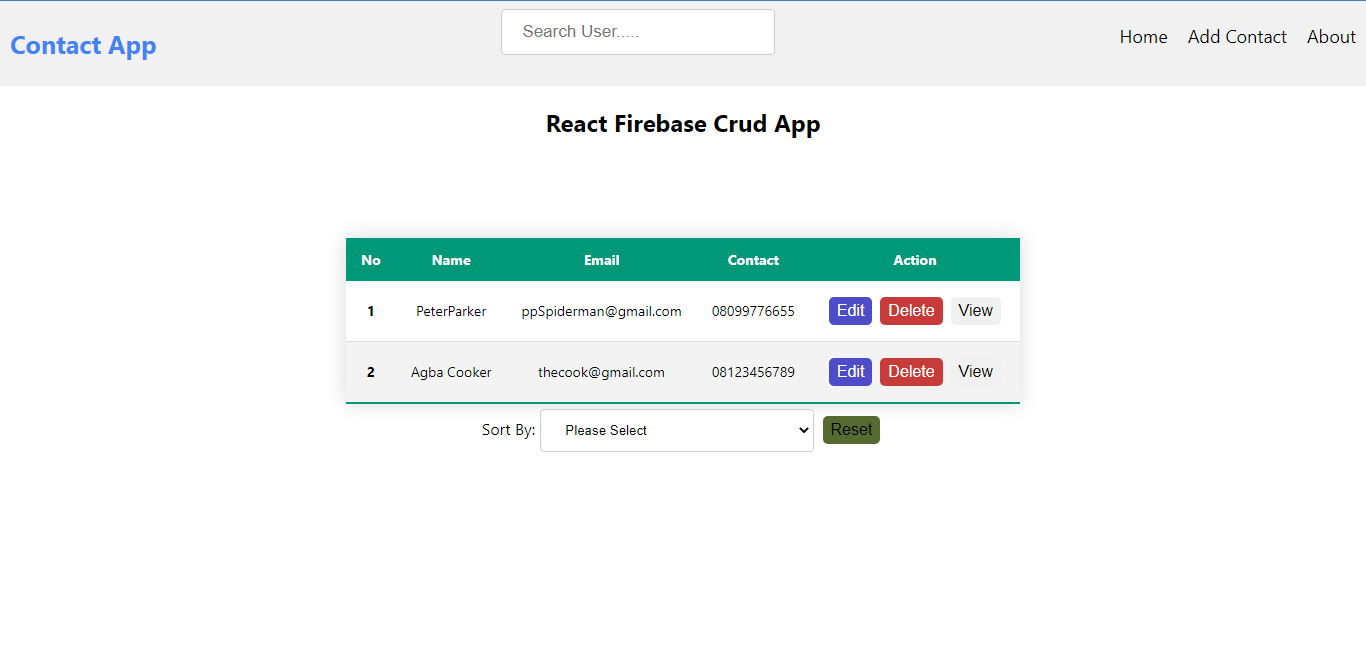 Contact App
Search User.....
Home Add Contact About
React Firebase Crud App
No Name Email Contact Action
1 PeterParker ppSpiderman@gmail.com 08099776655 Edit Delete View
2 Agba Cooker thecook@gmail.com 08123456789 Edit Delete View
Sort By: Please Select Reset